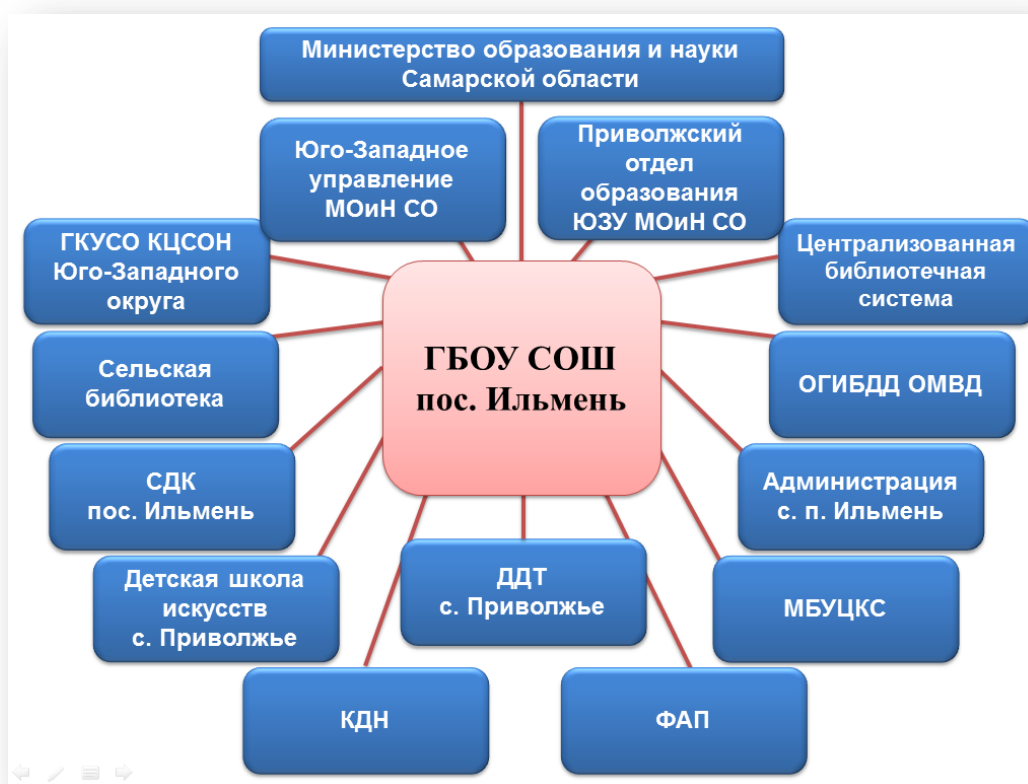 Министерство образования и науки
Самарской области
Юго-Западное
управление
МОиН СО
Приволжский
отдел
образования
ЮЗУ МОиН СО
ГКУСО КЦСОН
Юго-Западного
округа
Централизованная
библиотечная
система
ГБОУ СОШ
пос. Ильмень
Сельская
библиотека
ОГИБДД ОМВД
СДК
пос. Ильмень
Администрация
с. п. Ильмень
Детская школа
искусств
с. Приволжье
ДДТ
с. Приволжье
МБУЦКС
КДН
ФАП